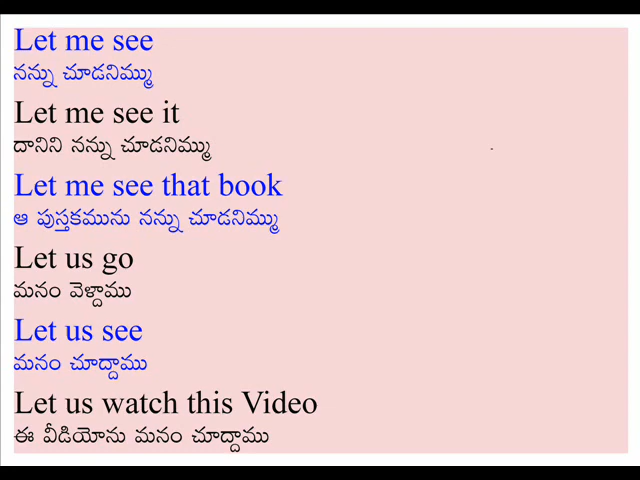 Let me see
నన్ను చూడనిమ్ము
Let me see it
దానిని నన్ను చూడనిమ్ము
Let me see that book
ఆ పుస్తకమును నన్ను చూడనిమ్ము
Let us go
మనం వెళ్దాము
Let us see
మనం చూద్దాము
Let us watch this Video
ఈ వీడియోను మనం చూద్దాము